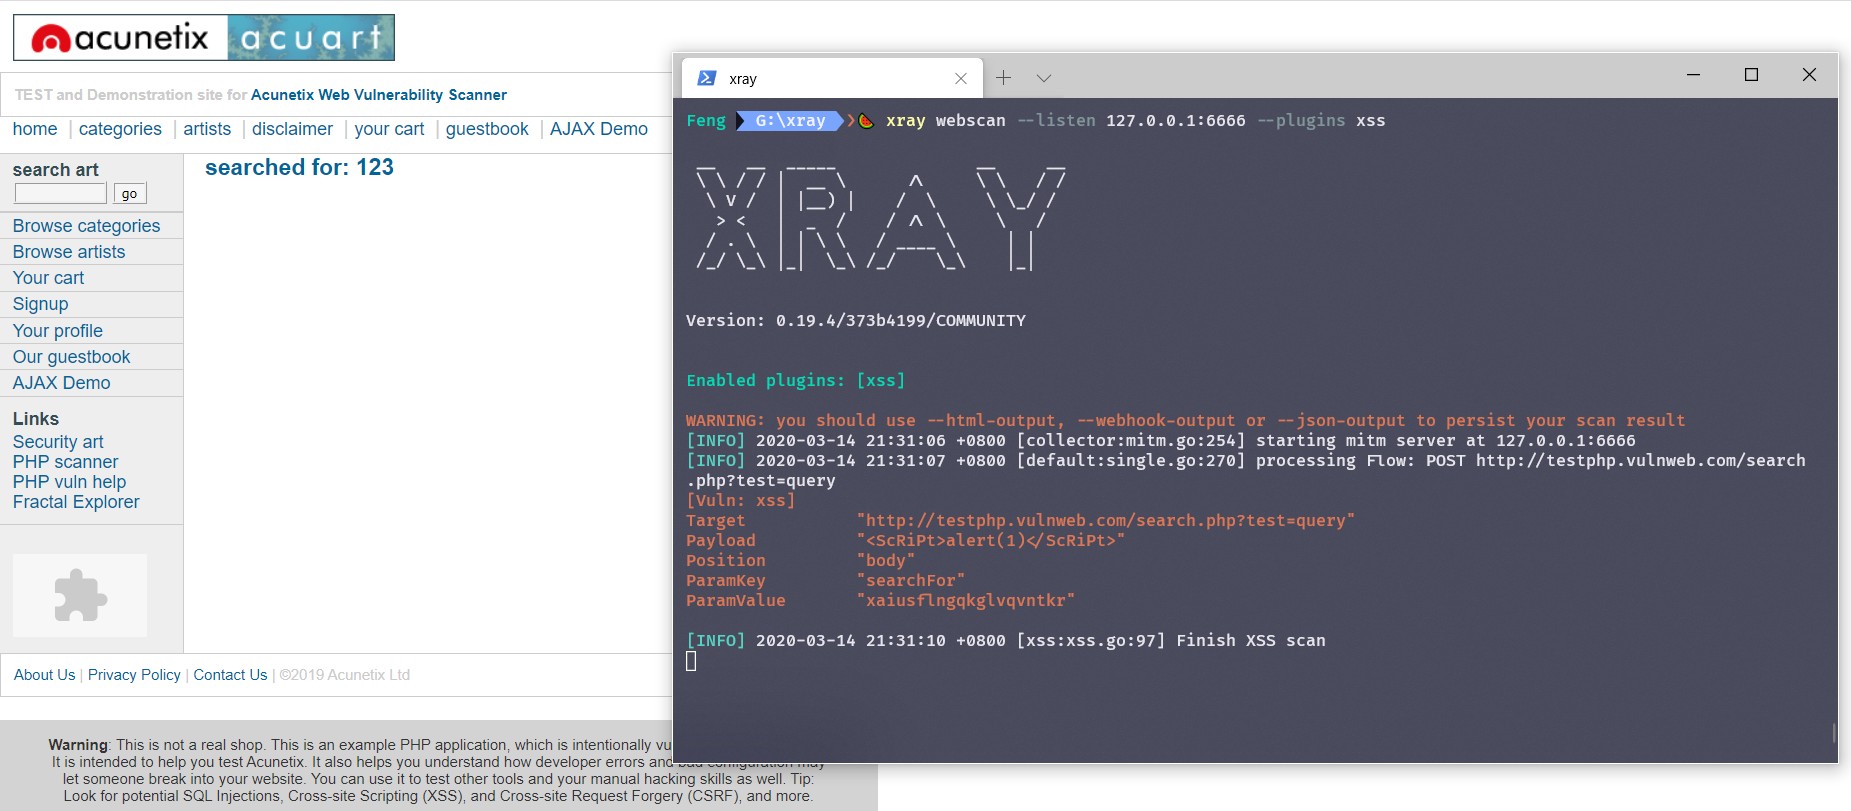 acunetix acuart
TEST and Demonstration site for Acunetix Web Vulnerability Scanner
home | categories | artists | disclaimer | your cart | guestbook | AJAX Demo
search art
go
Browse categories
Browse artists
Your cart
Signup
Your profile
Our guestbook
AJAX Demo
Links
Security art
PHP scanner
PHP vuln help
Fractal Explorer
searched for: 123
About Us | Privacy Policy | Contact Us | ©2019 Acunetix Ltd
Warning: This is not a real shop. This is an example PHP application, which is intentionally
It is intended to help you test Acunetix. It also helps you understand how developer errors and bad configuration may
let someone break into your website. You can use it to test other tools and your manual hacking skills as well. Tip:
Look for potential SQL Injections, Cross-site Scripting (XSS), and Cross-site Request Forgery (CSRF), and more.
xray
Feng G:\xray xray webscan --listen 127.0.0.1:6666 --plugins xss
XRAY
Version: 0.19.4/373b4199/COMMUNITY
Enabled plugins: [xss]
WARNING: you should use --html-output, --webhook-output or --json-output to persist your scan result
[INFO] 2020-03-14 21:31:06 +0800 [collector:mitm.go:254] starting mitm server at 127.0.0.1:6666
[INFO] 2020-03-14 21:31:07 +0800 [default:single.go:270] processing Flow: POST http://testphp.vulnweb.com/search
.php?test=query
[Vuln: xss]
Target "http://testphp.vulnweb.com/search.php?test=query"
Payload "<ScRiPt>alert(1)</ScRiPt>"
Position "body"
ParamKey "searchFor"
ParamValue "xaiusflngqkglvqvntkr"
[INFO] 2020-03-14 21:31:10 +0800 [xss:xss.go:97] Finish XSS scan